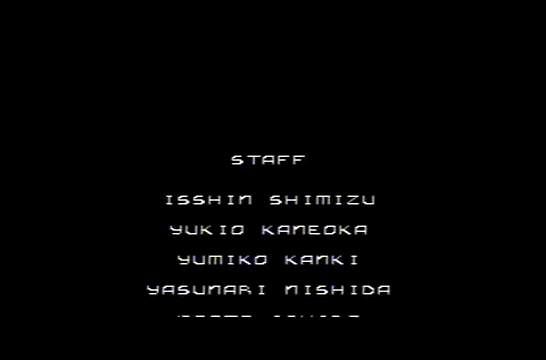 STAFF
ISSHIN SHIMIZU
YUKIO KANEOKA
YUMIKO KANKI
YASUNARI NISHIDA